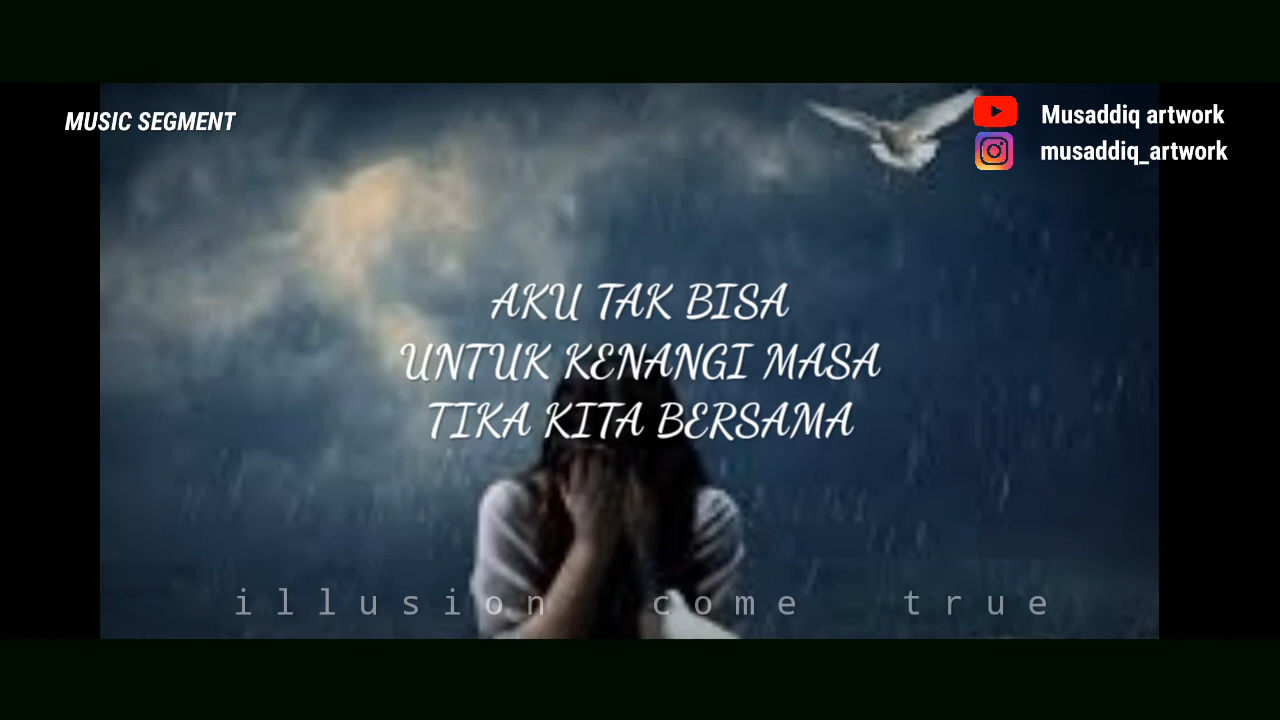 MUSIC SEGMENT
Musaddiq artwork
musaddiq_artwork
AKU TAK BISA
UNTUK KENANGI MASA
TIKA KITA BERSAMA
illusion come true